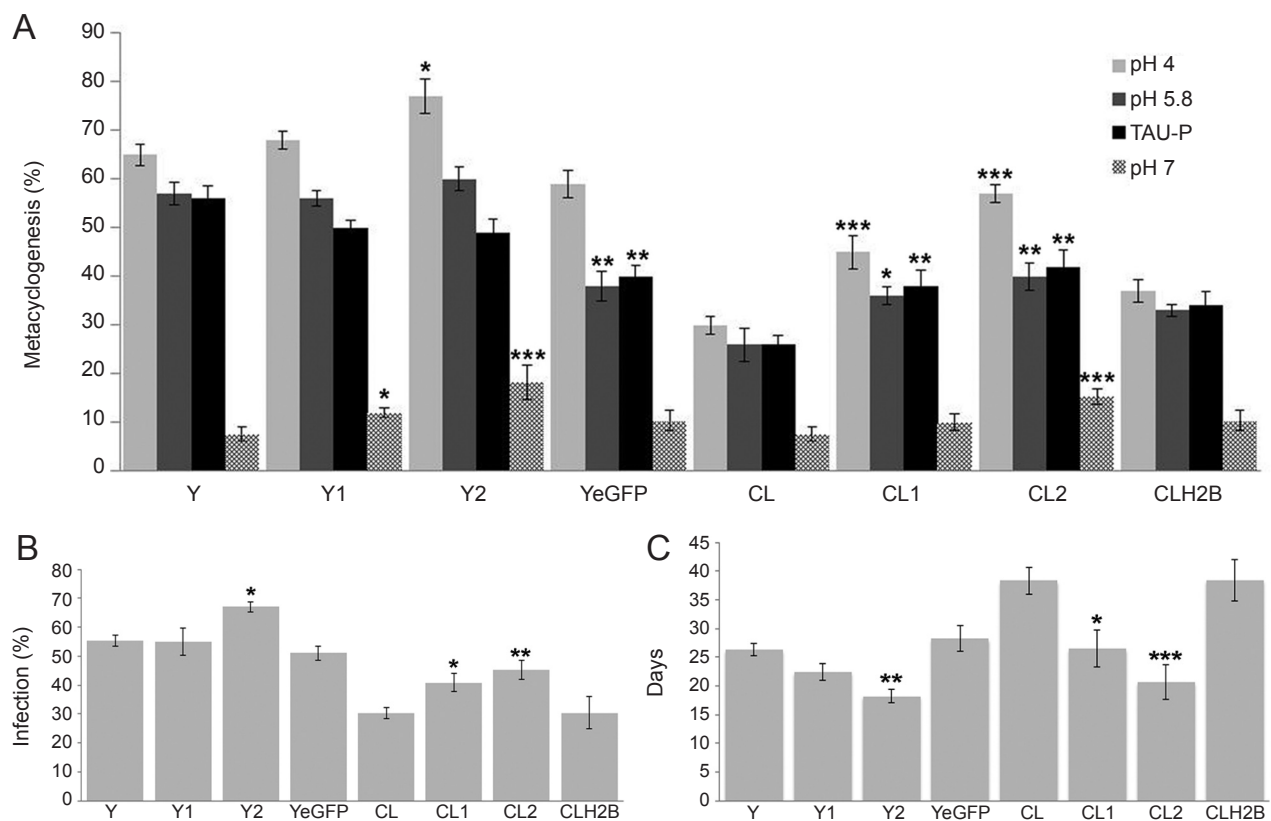 A
90
80
70
60
50
40
30
20
10
0
Metacyclogenesis (%)
pH 4
pH 5.8
TAU-P
pH 7
*
*
***
**
**
***
*
**
***
**
**
***
Y
Y1
Y2
YeGFP
CL
CL1
CL2
CLH2B
B
80
70
60
50
40
30
20
10
0
Infection (%)
*
*
**
Y
Y1
Y2
YeGFP
CL
CL1
CL2
CLH2B
C
45
40
35
30
25
20
15
10
5
0
Days
**
*
***
Y
Y1
Y2
YeGFP
CL
CL1
CL2
CLH2B